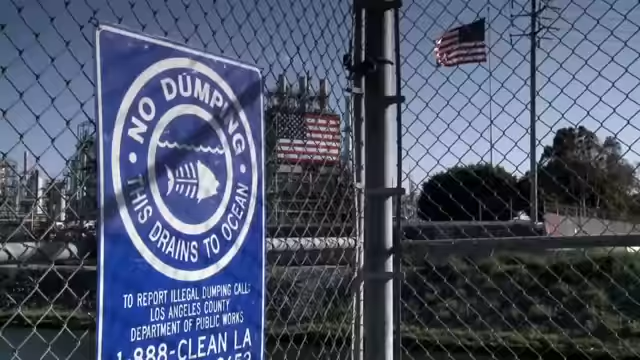 NO DUMPING
THIS DRAINS TO OCEAN
TO REPORT ILLEGAL DUMPING CALL
LOS ANGELES COUNTY
DEPARTMENT OF PUBLIC WORKS
1-888-CLEAN LA